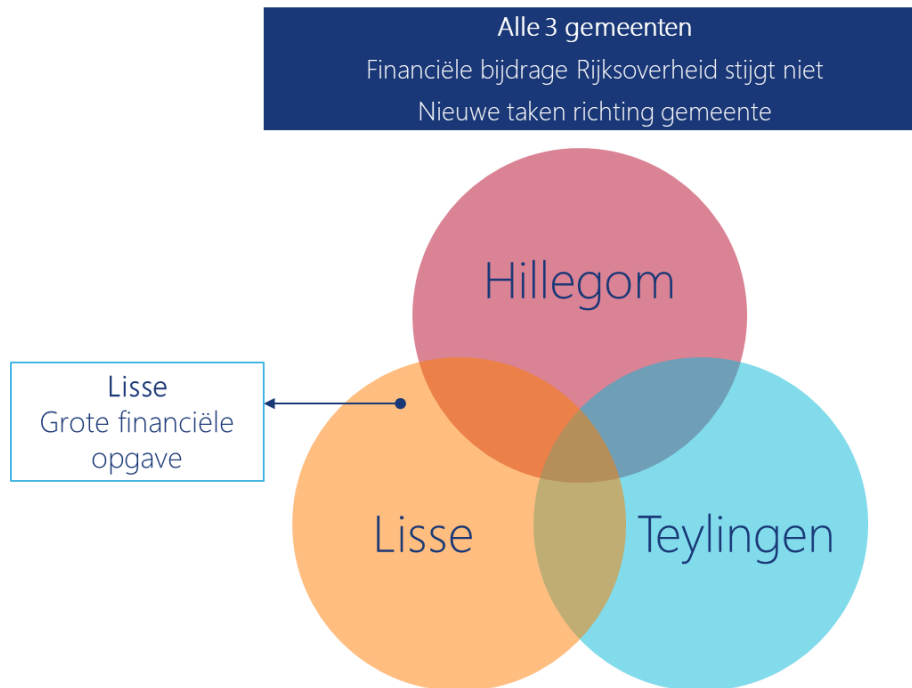 Alle 3 gemeenten
Financiële bijdrage Rijksoverheid stijgt niet
Nieuwe taken richting gemeente
Hillegom
Lisse
Grote financiële
opgave
Lisse
Teylingen